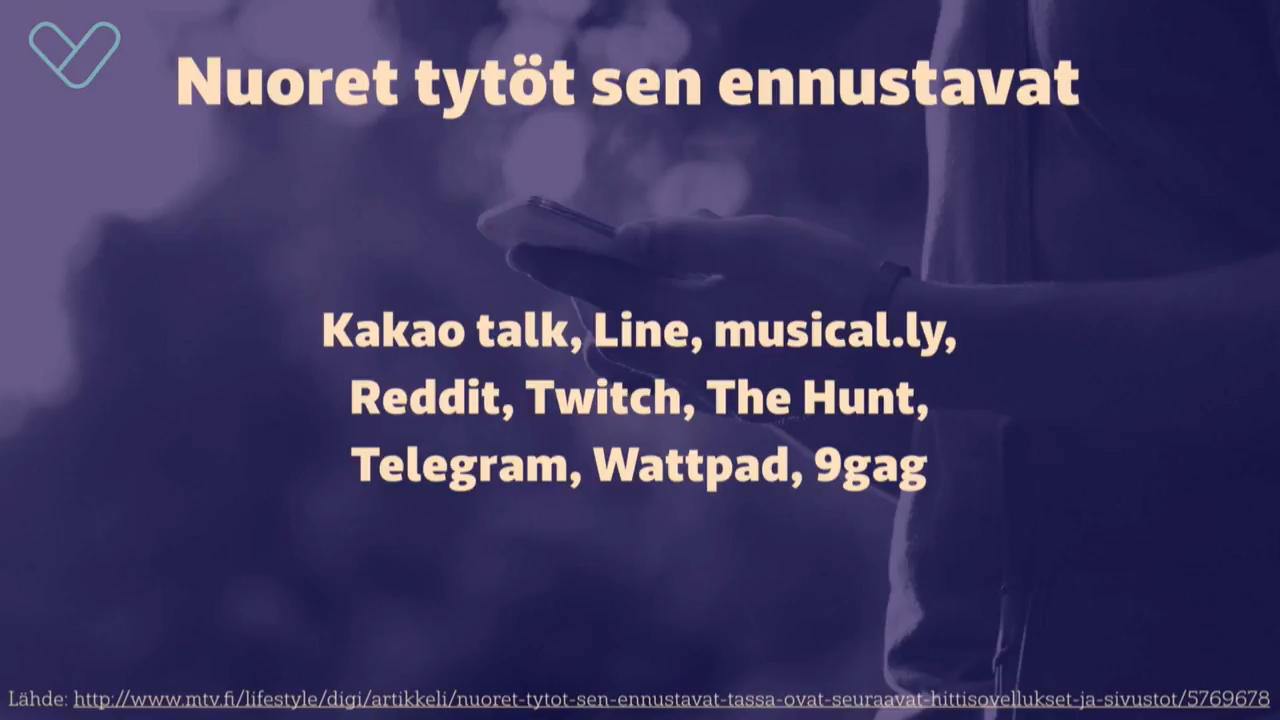 Nuoret tytöt sen ennustavat
Kakao talk, Line, musical.ly,
Reddit, Twitch, The Hunt,
Telegram, Wattpad, 9gag
Lähde: http://www.mtv.fi/lifestyle/digi/artikkeli/nuoret-tytot-sen-ennustavat-tassa-ovat-seuraavat-hittisovellukset-ja-sivustot/5769678